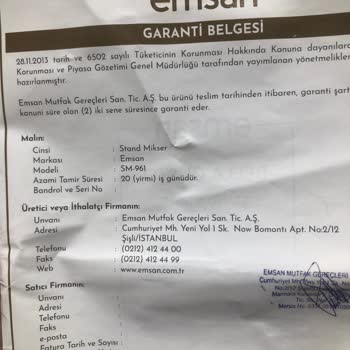 emsan
GARANTİ BELGESİ
28.11.2013 tarih ve 6502 sayılı Tüketicinin Korunması Hakkında Kanuna dayanılara
Korunması ve Piyasa Gözetimi Genel Müdürlüğü tarafından yayımlanan yönetmelikler
hazırlanmıştır.
Emsan Mutfak Gereçleri San. Tic. A.Ş. bu ürünü teslim tarihinden itibaren, garanti şart
kanuni süre olan (2) iki sene süresince garanti eder.
Malın:
Cinsi : Stand Mikser
Markası : Emsan
Modeli : SM-961
Azami Tamir Süresi : 20 (yirmi) iş günüdür.
Bandrol ve Seri No :
Üretici veya İthalatçı Firmanın:
Unvanı : Emsan Mutfak Gereçleri San. Tic. A.Ş.
Adresi : Cumhuriyet Mh. Yeni Yol 1 Sk. Now Bomonti Apt. No:2/12
Şişli/İSTANBUL
Telefonu : (0212) 412 44 00
Faks : (0212) 412 44 99
Web : www.emsan.com.tr
EMSAN MUTFAK GEREÇLERİ
Satıcı Firmanın:
Unvanı :
Adresi :
Telefonu :
Faks :
e-posta :
Fatura Tarih ve Sayısı :